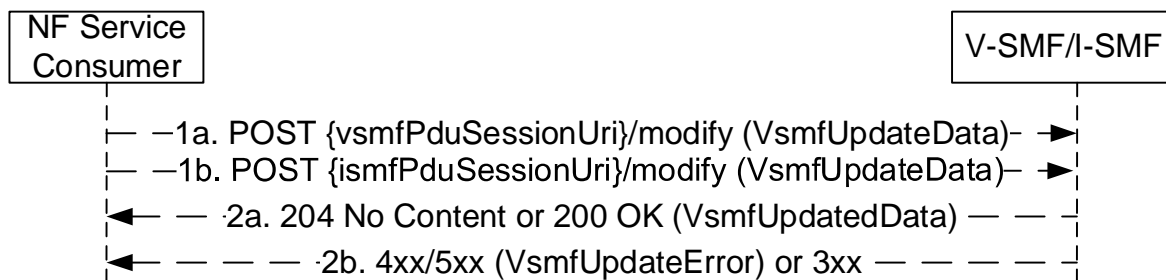 NF Service
Consumer
V-SMF/I-SMF
1a. POST {vsmfPduSessionUri}/modify (VsmfUpdateData)
1b. POST {ismfPduSessionUri}/modify (VsmfUpdateData)
2a. 204 No Content or 200 OK (VsmfUpdatedData)
2b. 4xx/5xx (VsmfUpdateError) or 3xx